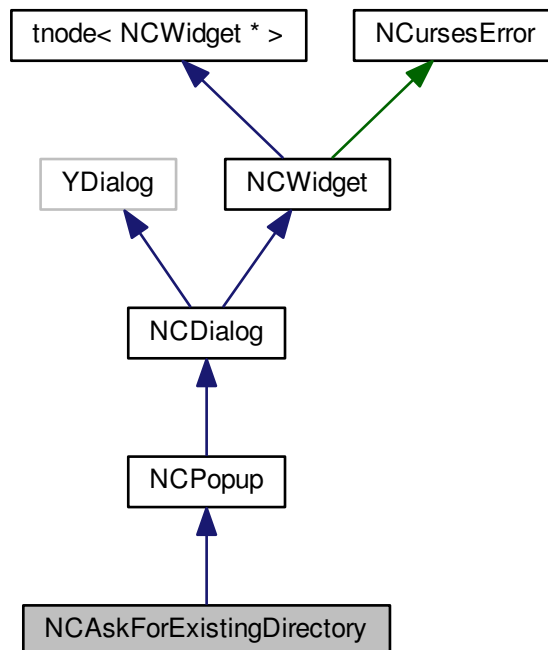 tnode< NCWidget * >
NCursesError
YDialog
NCWidget
NCDialog
NCPopup
NCAskForExistingDirectory